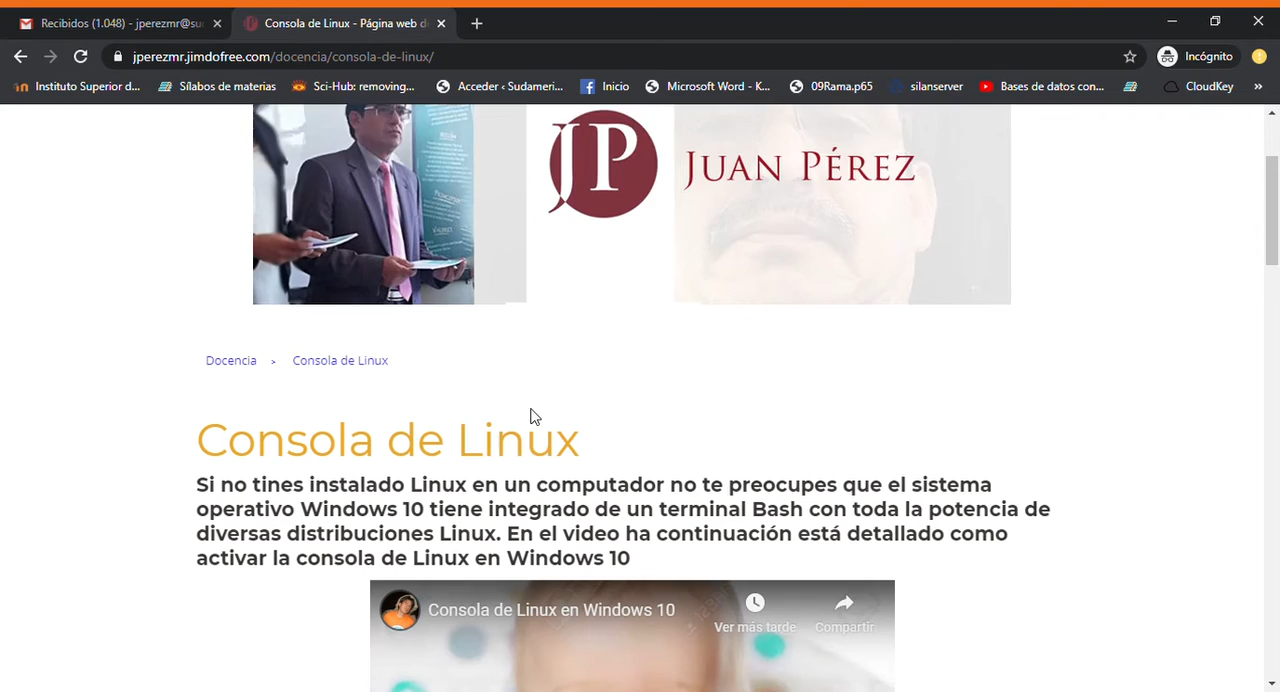 Recibidos (1.048) - jperezmr@su
Consola de Linux - Página web d
jperezmr.jimdofree.com/docencia/consola-de-linux/
Incógnito
Instituto Superior d...
Sílabos de materias
Sci-Hub: removing...
Acceder ‹ Sudameri...
Inicio
Microsoft Word - K...
09Rama.p65
silanserver
Bases de datos con...
CloudKey
»
JP
JUAN PÉREZ
Docencia > Consola de Linux
Consola de Linux
Si no tines instalado Linux en un computador no te preocupes que el sistema
operativo Windows 10 tiene integrado de un terminal Bash con toda la potencia de
diversas distribuciones Linux. En el video ha continuación está detallado como
activar la consola de Linux en Windows 10
Consola de Linux en Windows 10
Ver más tarde
Compartir